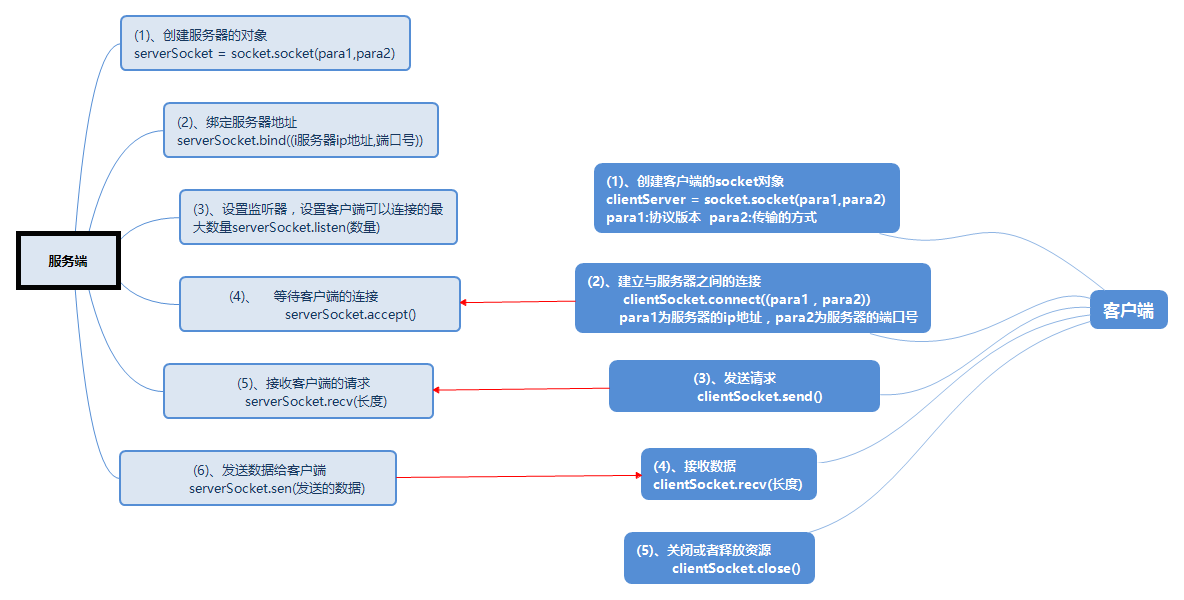 (1)、创建服务器的对象
serverSocket = socket.socket(para1,para2)
(2)、绑定服务器地址
serverSocket.bind((i服务器ip地址,端口号))
(3)、设置监听器，设置客户端可以连接的最
大数量serverSocket.listen(数量)
服务端
(4)、 等待客户端的连接
serverSocket.accept()
(5)、接收客户端的请求
serverSocket.recv(长度)
(6)、发送数据给客户端
serverSocket.sen(发送的数据)
(1)、创建客户端的socket对象
clientServer = socket.socket(para1,para2)
para1:协议版本 para2:传输的方式
(2)、建立与服务器之间的连接
clientSocket.connect((para1，para2))
para1为服务器的ip地址，para2为服务器的端口号
客户端
(3)、发送请求
clientSocket.send()
(4)、接收数据
clientSocket.recv(长度)
(5)、关闭或者释放资源
clientSocket.close()